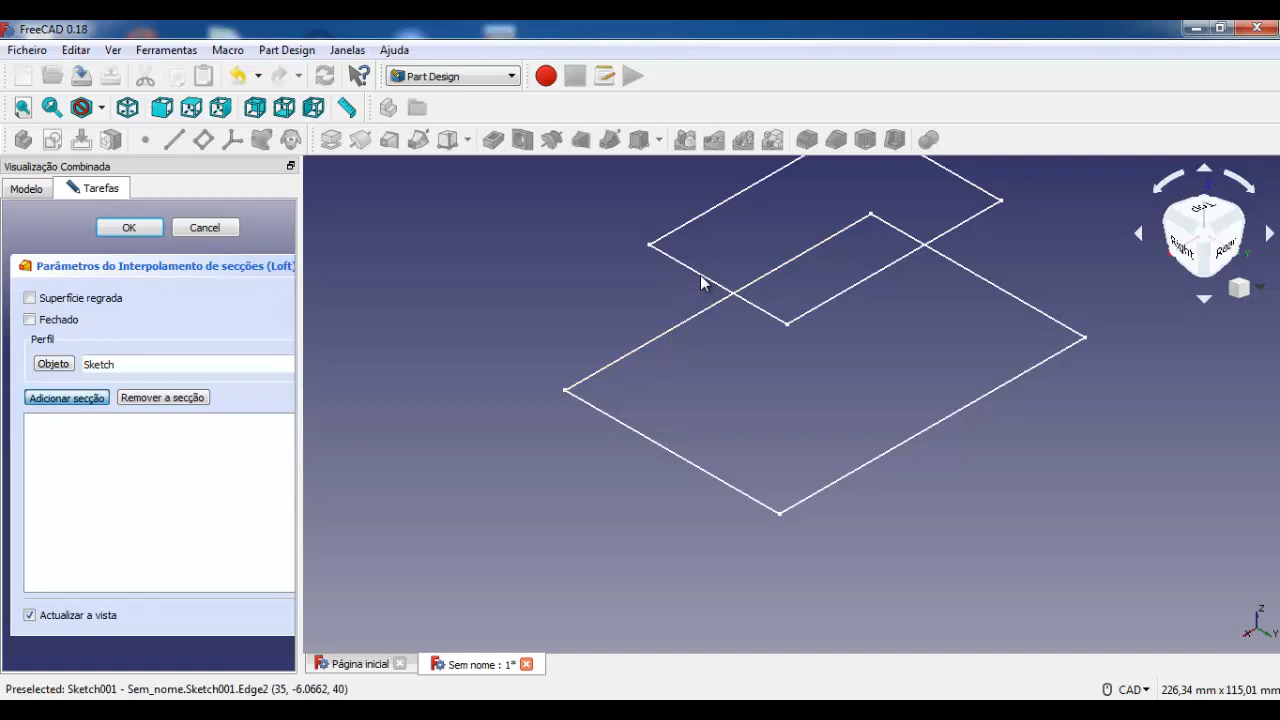 FreeCAD 0.18
Ficheiro Editar Ver Ferramentas Macro Part Design Janelas Ajuda
Part Design
Visualização Combinada
Modelo Tarefas
OK Cancel
Parâmetros do Interpolamento de secções (Loft)
Superfície regrada
Fechado
Perfil
Objeto Sketch
Adicionar secção Remover a secção
Actualizar a vista
Top
Right Rear
Z
Y
Z
X Y
Página inicial Sem nome : 1*
Preselected: Sketch001 - Sem_nome.Sketch001.Edge2 (35, -6.0662, 40) CAD 226,34 mm x 115,01 mm